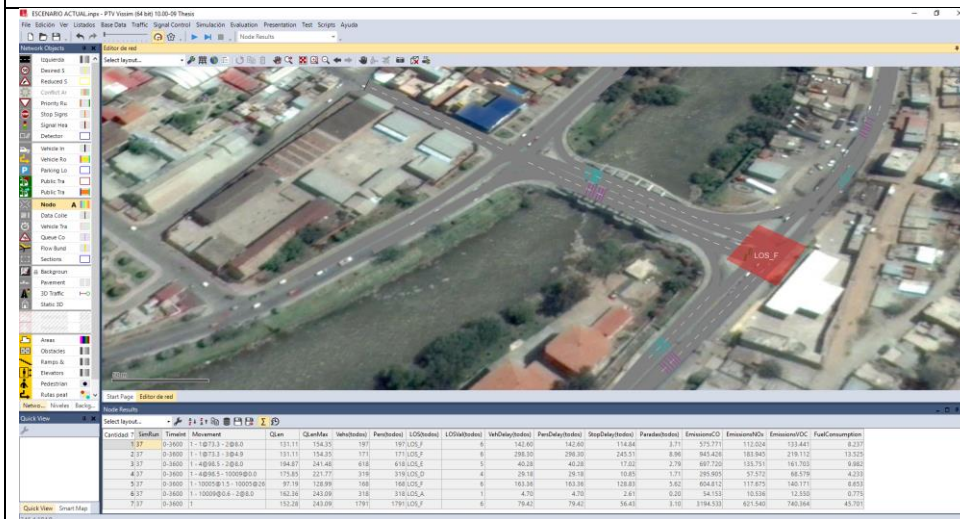 ESCENARIO ACTUAL.inpx - PTV Vissim (64 bit) 10.00-09 Thesis
File Edición Ver Listados Base Data Traffic Signal Control Simulación Evaluation Presentation Test Scripts Ayuda
Node Results
Network Objects
Izquierda
Desired S
Reduced S
Conflict Ar
Priority Ru
Stop Signs
Signal Hea
Detector
Vehicle In
Vehicle Ro
Parking Lo
Public Tra
Public Tra
Nodo A
Data Colle
Vehicle Tra
Queue Co
Flow Bund
Sections
Backgroun
Pavement
3D Traffic
Static 3D
Areas
Obstacles
Ramps &
Elevators
Pedestrian
Rutas peat
Netwo... Niveles Backg...
Quick View
Quick View Smart Map
Editor de red
Select layout...
LOS_F
50 m
Start Page Editor de red
Node Results
Select layout...
Cantidad: 7 SimRun TimeInt Movement QLen QLenMax Vehs(todos) Pers(todos) LOS(todos) LOSVal(todos) VehDelay(todos) PersDelay(todos) StopDelay(todos) Paradas(todos) EmissionsCO EmissionsNOx EmissionsVOC FuelConsumption
1 37 0-3600 1 - 1@73.3 - 2@8.0 131.11 154.35 197 197 LOS_F 6 142.60 142.60 114.84 3.71 575.771 112.024 133.441 8.237
2 37 0-3600 1 - 1@73.3 - 3@4.9 131.11 154.35 171 171 LOS_F 6 298.30 298.30 245.51 8.96 945.428 183.945 219.112 13.525
3 37 0-3600 1 - 4@98.5 - 2@8.0 194.87 241.48 618 618 LOS_E 5 40.28 40.28 17.02 2.79 697.720 135.751 161.703 9.982
4 37 0-3600 1 - 4@98.5 - 10009@0.0 175.85 221.77 319 319 LOS_D 4 29.18 29.18 10.85 1.71 295.905 57.572 68.579 4.233
5 37 0-3600 1 - 10005@1.5 - 10005@26 97.19 128.99 168 168 LOS_F 6 163.36 163.36 128.83 5.62 604.812 117.675 140.171 8.653
6 37 0-3600 1 - 10009@0.6 - 2@8.0 162.36 243.09 318 318 LOS_A 1 4.70 4.70 2.61 0.20 54.153 10.536 12.550 0.775
7 37 0-3600 1 152.28 243.09 1791 1791 LOS_F 6 79.42 79.42 56.43 3.10 3194.533 621.540 740.364 45.701